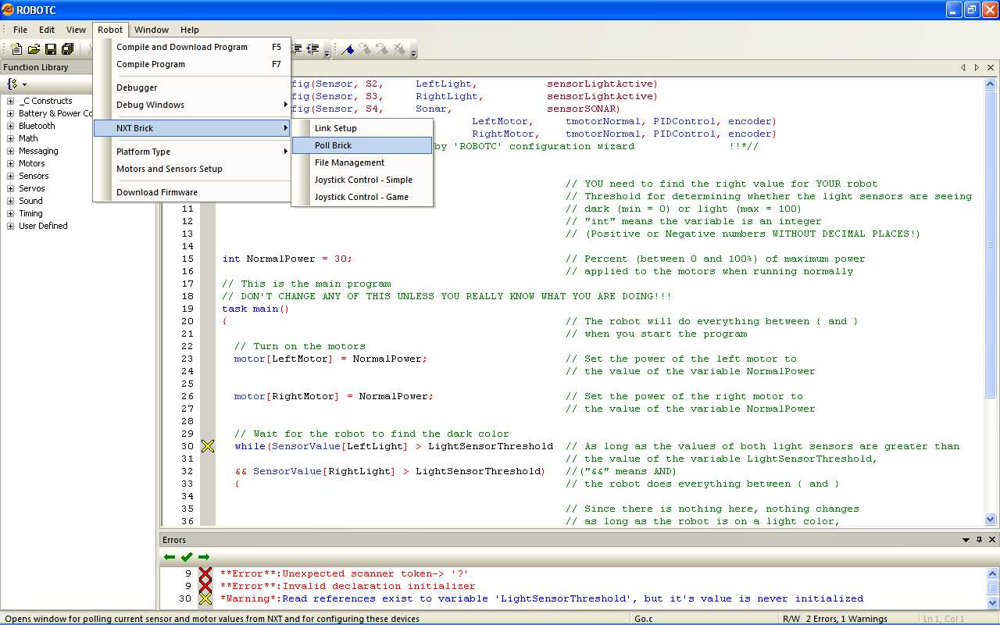 ROBOTC
File Edit View Robot Window Help
Compile and Download Program F5
Compile Program F7
Debugger
Debug Windows
NXT Brick
Platform Type
Motors and Sensors Setup
Download Firmware
Link Setup
Poll Brick
File Management
Joystick Control - Simple
Joystick Control - Game
Function Library
_C Constructs
Battery & Power Co
Bluetooth
Math
Messaging
Motors
Sensors
Servos
Sound
Timing
User Defined
fig(Sensor, S2, LeftLight, sensorLightActive)
fig(Sensor, S3, RightLight, sensorLightActive)
fig(Sensor, S4, Sonar, sensorSONAR)
LeftMotor, tmotorNormal, PIDControl, encoder)
RightMotor, tmotorNormal, PIDControl, encoder)
by 'ROBOTC' configuration wizard !!*//
// YOU need to find the right value for YOUR robot
// Threshold for determining whether the light sensors are seeing
11 // dark (min = 0) or light (max = 100)
12 // "int" means the variable is an integer
13 // (Positive or Negative numbers WITHOUT DECIMAL PLACES!)
14
15 int NormalPower = 30; // Percent (between 0 and 100%) of maximum power
16 // applied to the motors when running normally
17 // This is the main program
18 // DON'T CHANGE ANY OF THIS UNLESS YOU REALLY KNOW WHAT YOU ARE DOING!!!
19 task main()
20 { // The robot will do everything between { and }
21 // when you start the program
22 // Turn on the motors
23 motor[LeftMotor] = NormalPower; // Set the power of the left motor to
24 // the value of the variable NormalPower
25
26 motor[RightMotor] = NormalPower; // Set the power of the right motor to
27 // the value of the variable NormalPower
28
29 // Wait for the robot to find the dark color
30 while(SensorValue[LeftLight] > LightSensorThreshold // As long as the values of both light sensors are greater than
31 // the value of the variable LightSensorThreshold,
32 && SensorValue[RightLight] > LightSensorThreshold) //("&&" means AND)
33 { // the robot does everything between { and }
34
35 // Since there is nothing here, nothing changes
36 // as long as the robot is on a light color,
Errors
9 **Error**:Unexpected scanner token-> '?'
9 **Error**:Invalid declaration initializer
30 *Warning*:Read references exist to variable 'LightSensorThreshold', but it's value is never initialized
Opens window for polling current sensor and motor values from NXT and for configuring these devices Go.c R/W 2 Errors, 1 Warnings Ln 1, Col 1